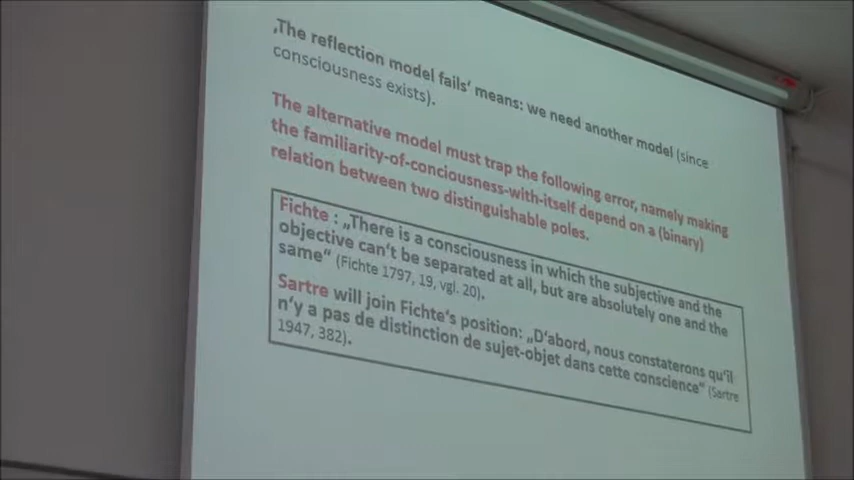 ‚The reflection model fails‘ means: we need another model (since
consciousness exists).
The alternative model must trap the following error, namely making
the familiarity-of-conciousness-with-itself depend on a (binary)
relation between two distinguishable poles.
Fichte : „There is a consciousness in which the subjective and the
objective can‘t be separated at all, but are absolutely one and the
same“ (Fichte 1797, 19, vgl. 20).
Sartre will join Fichte‘s position: „D‘abord, nous constaterons qu‘il
n‘y a pas de distinction de sujet-objet dans cette conscience“ (Sartre
1947, 382).